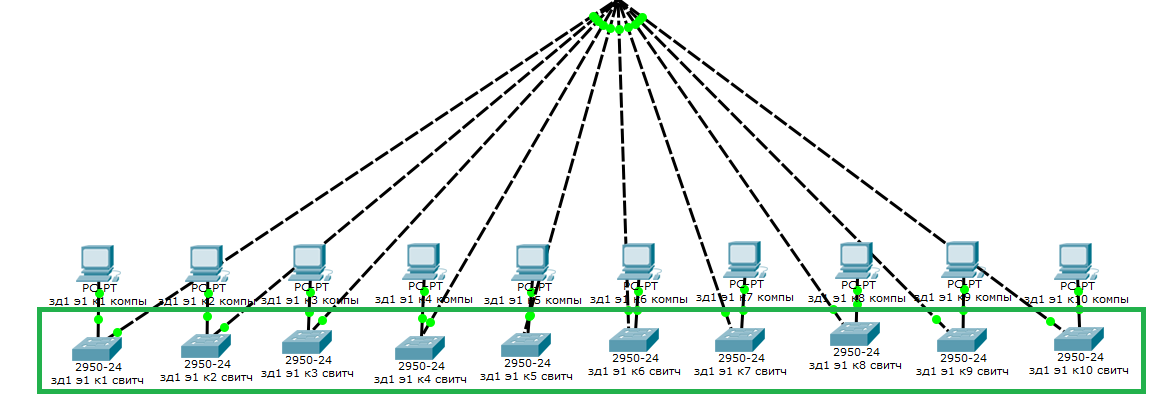 PC-PT
зд1 э1 к1 компы
PC-PT
зд1 э1 к2 компы
PC-PT
зд1 э1 к3 компы
PC-PT
зд1 э1 к4 компы
PC-PT
зд1 э1 к5 компы
PC-PT
зд1 э1 к6 компы
PC-PT
зд1 э1 к7 компы
PC-PT
зд1 э1 к8 компы
PC-PT
зд1 э1 к9 компы
PC-PT
зд1 э1 к10 компы
2950-24
зд1 э1 к1 свитч
2950-24
зд1 э1 к2 свитч
2950-24
зд1 э1 к3 свитч
2950-24
зд1 э1 к4 свитч
2950-24
зд1 э1 к5 свитч
2950-24
зд1 э1 к6 свитч
2950-24
зд1 э1 к7 свитч
2950-24
зд1 э1 к8 свитч
2950-24
зд1 э1 к9 свитч
2950-24
зд1 э1 к10 свитч